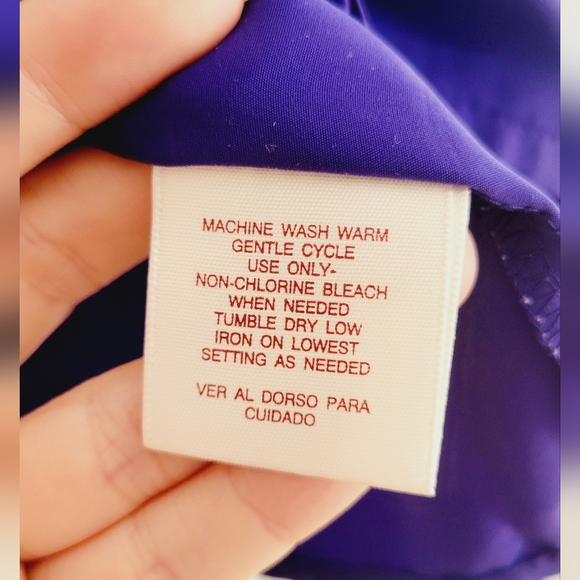 MACHINE WASH WARM
GENTLE CYCLE
USE ONLY-
NON-CHLORINE BLEACH
WHEN NEEDED
TUMBLE DRY LOW
IRON ON LOWEST
SETTING AS NEEDED
VER AL DORSO PARA
CUIDADO